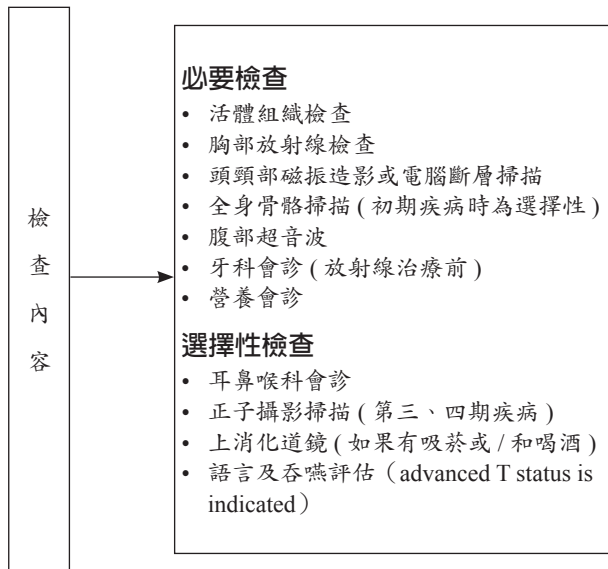 檢查內容
必要檢查
• 活體組織檢查
• 胸部放射線檢查
• 頭頸部磁振造影或電腦斷層掃描
• 全身骨骼掃描 ( 初期疾病時為選擇性 )
• 腹部超音波
• 牙科會診 ( 放射線治療前 )
• 營養會診
選擇性檢查
• 耳鼻喉科會診
• 正子攝影掃描 ( 第三、四期疾病 )
• 上消化道鏡 ( 如果有吸菸或 / 和喝酒 )
• 語言及吞嚥評估（advanced T status is
indicated）